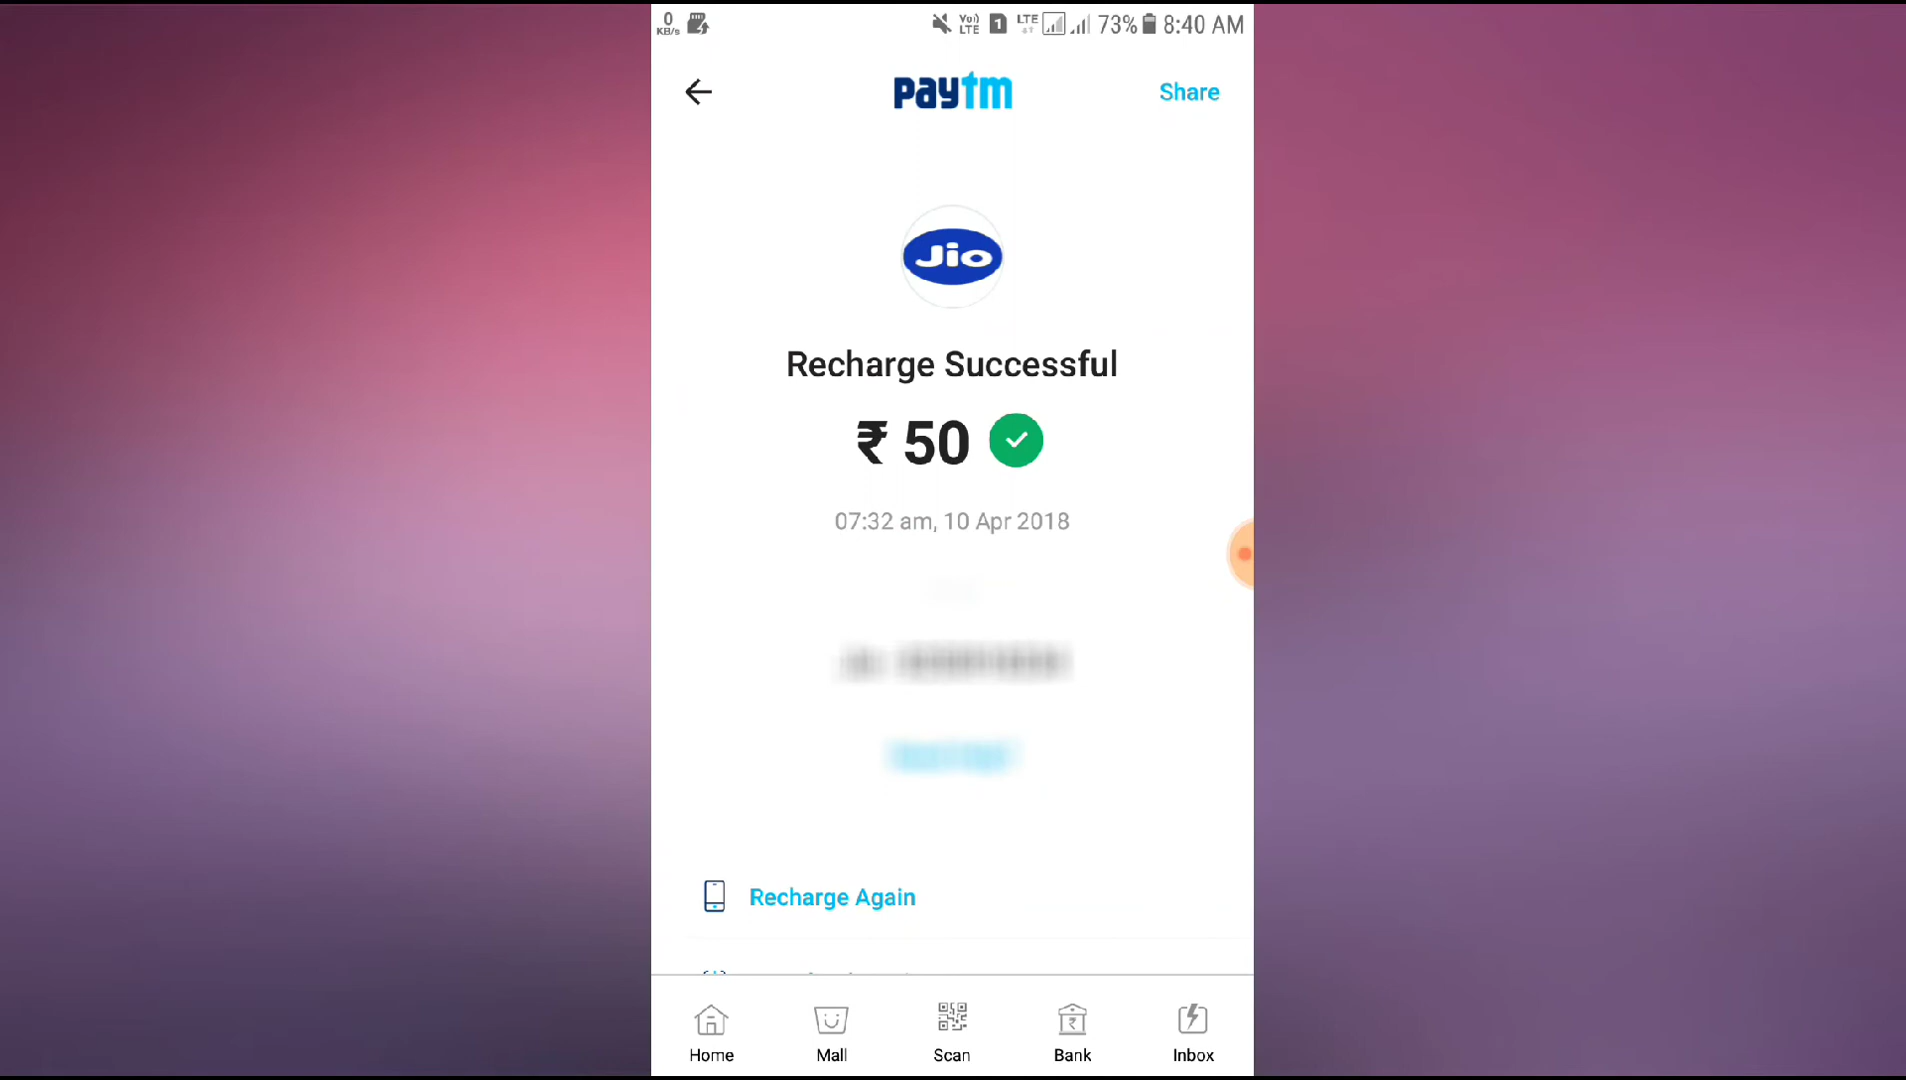 0
KB/s
Vo)
LTE
1
LTE
73%
8:40 AM
paytm
Share
Jio
Recharge Successful
₹ 50
07:32 am, 10 Apr 2018
Recharge Again
Home
Mall
Scan
Bank
Inbox